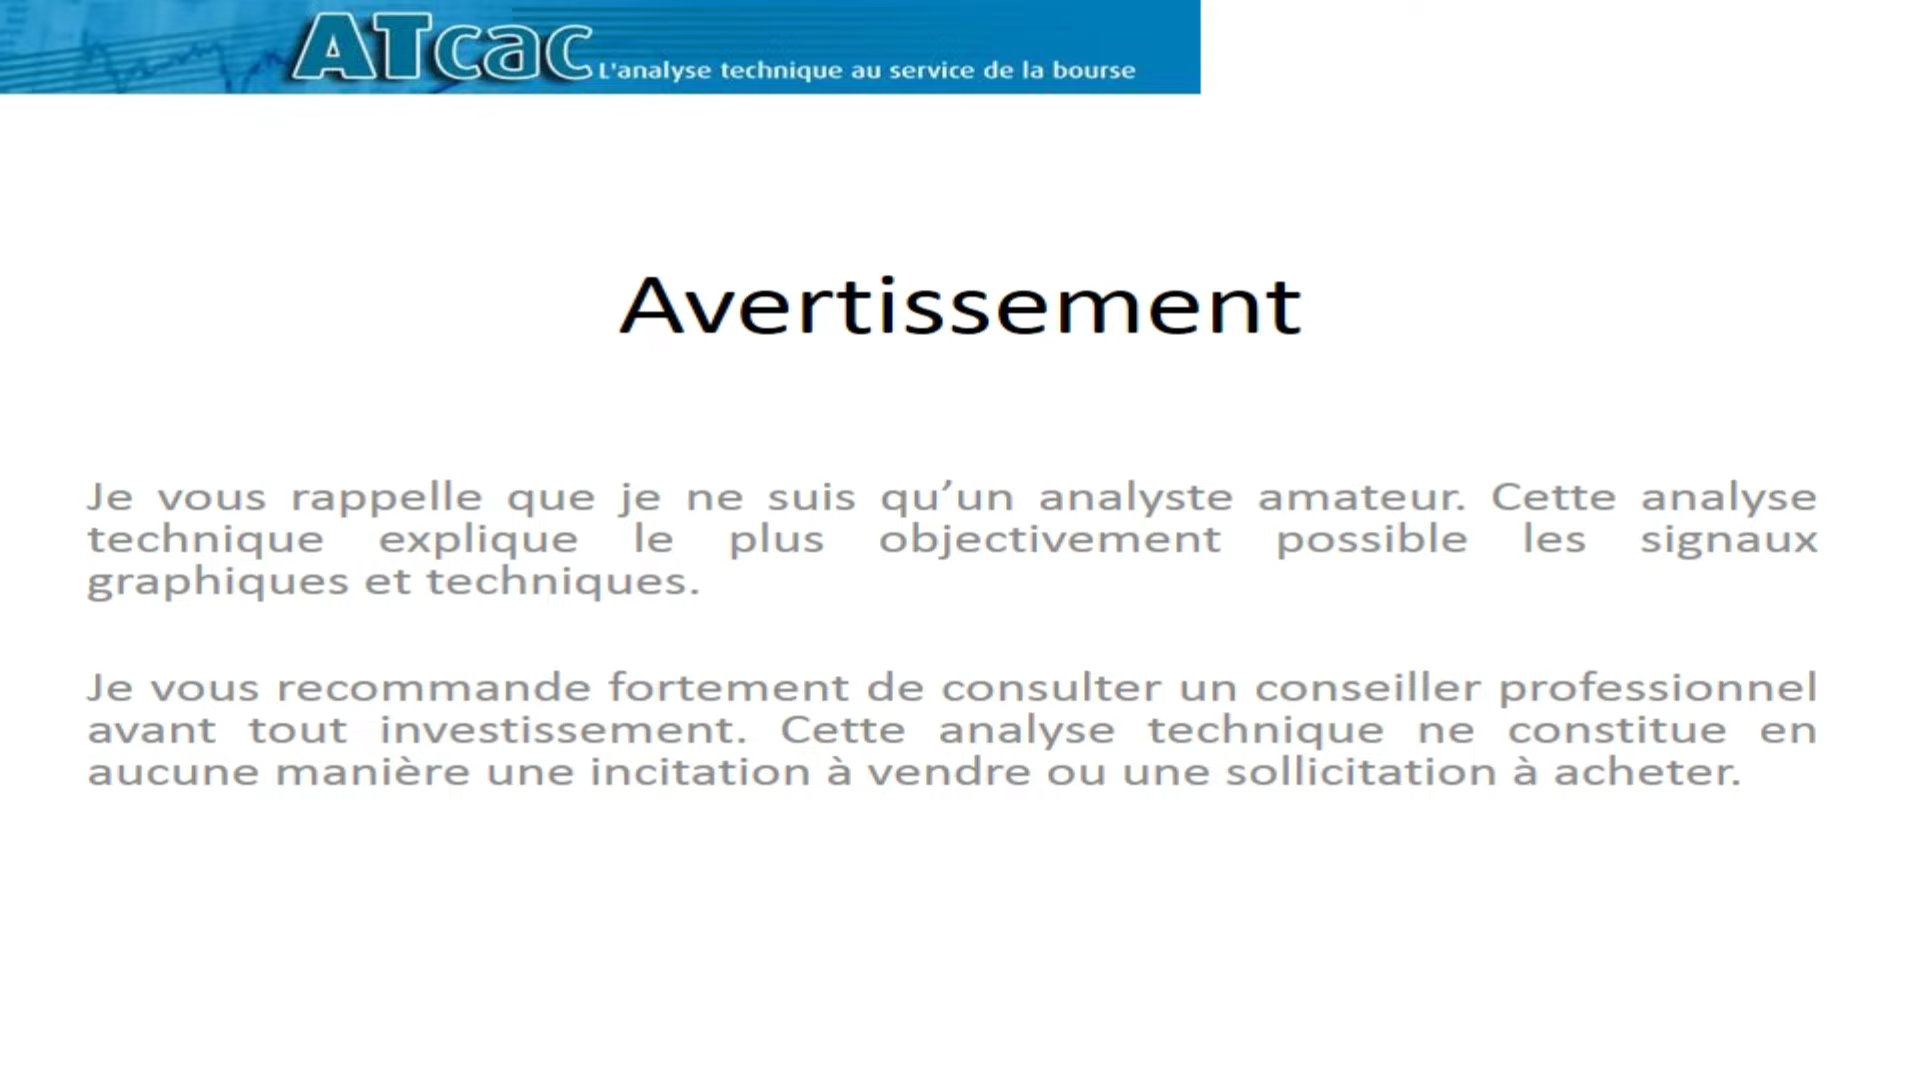 ATcac L'analyse technique au service de la bourse
Avertissement
Je vous rappelle que je ne suis qu’un analyste amateur. Cette analyse
technique explique le plus objectivement possible les signaux
graphiques et techniques.
Je vous recommande fortement de consulter un conseiller professionnel
avant tout investissement. Cette analyse technique ne constitue en
aucune manière une incitation à vendre ou une sollicitation à acheter.